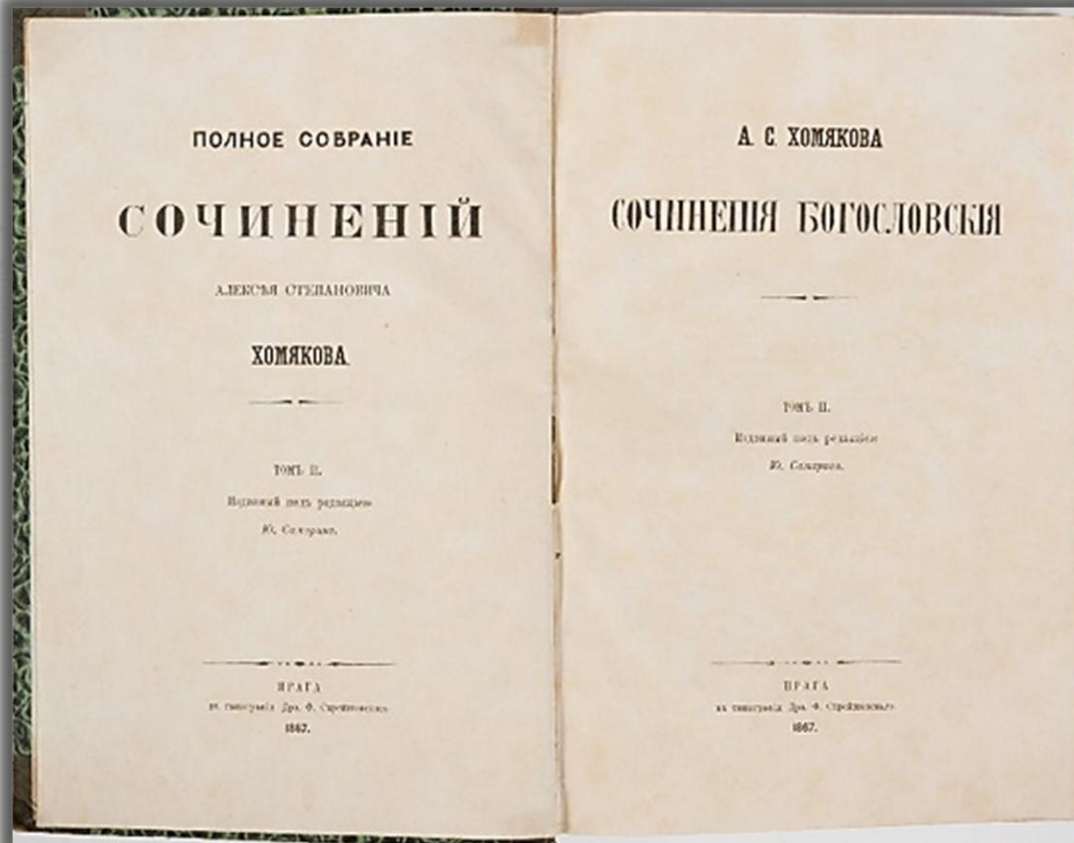 ПОЛНОЕ СОБРАНІЕ
СОЧИНЕНІЙ
АЛЕКСѢЯ СТЕПАНОВИЧА
ХОМЯКОВА.
ТОМЪ II.
Изданный подъ редакціею
Ю. Самарина.
ПРАГА
въ типографіи Дра. Ф. Скрейшовскаго
1867.
А. С. ХОМЯКОВА
СОЧИНЕНІЯ БОГОСЛОВСКІЯ
ТОМЪ II.
Изданный подъ редакціею
Ю. Самарина.
ПРАГА
въ типографіи Дра. Ф. Скрейшовскаго
1867.